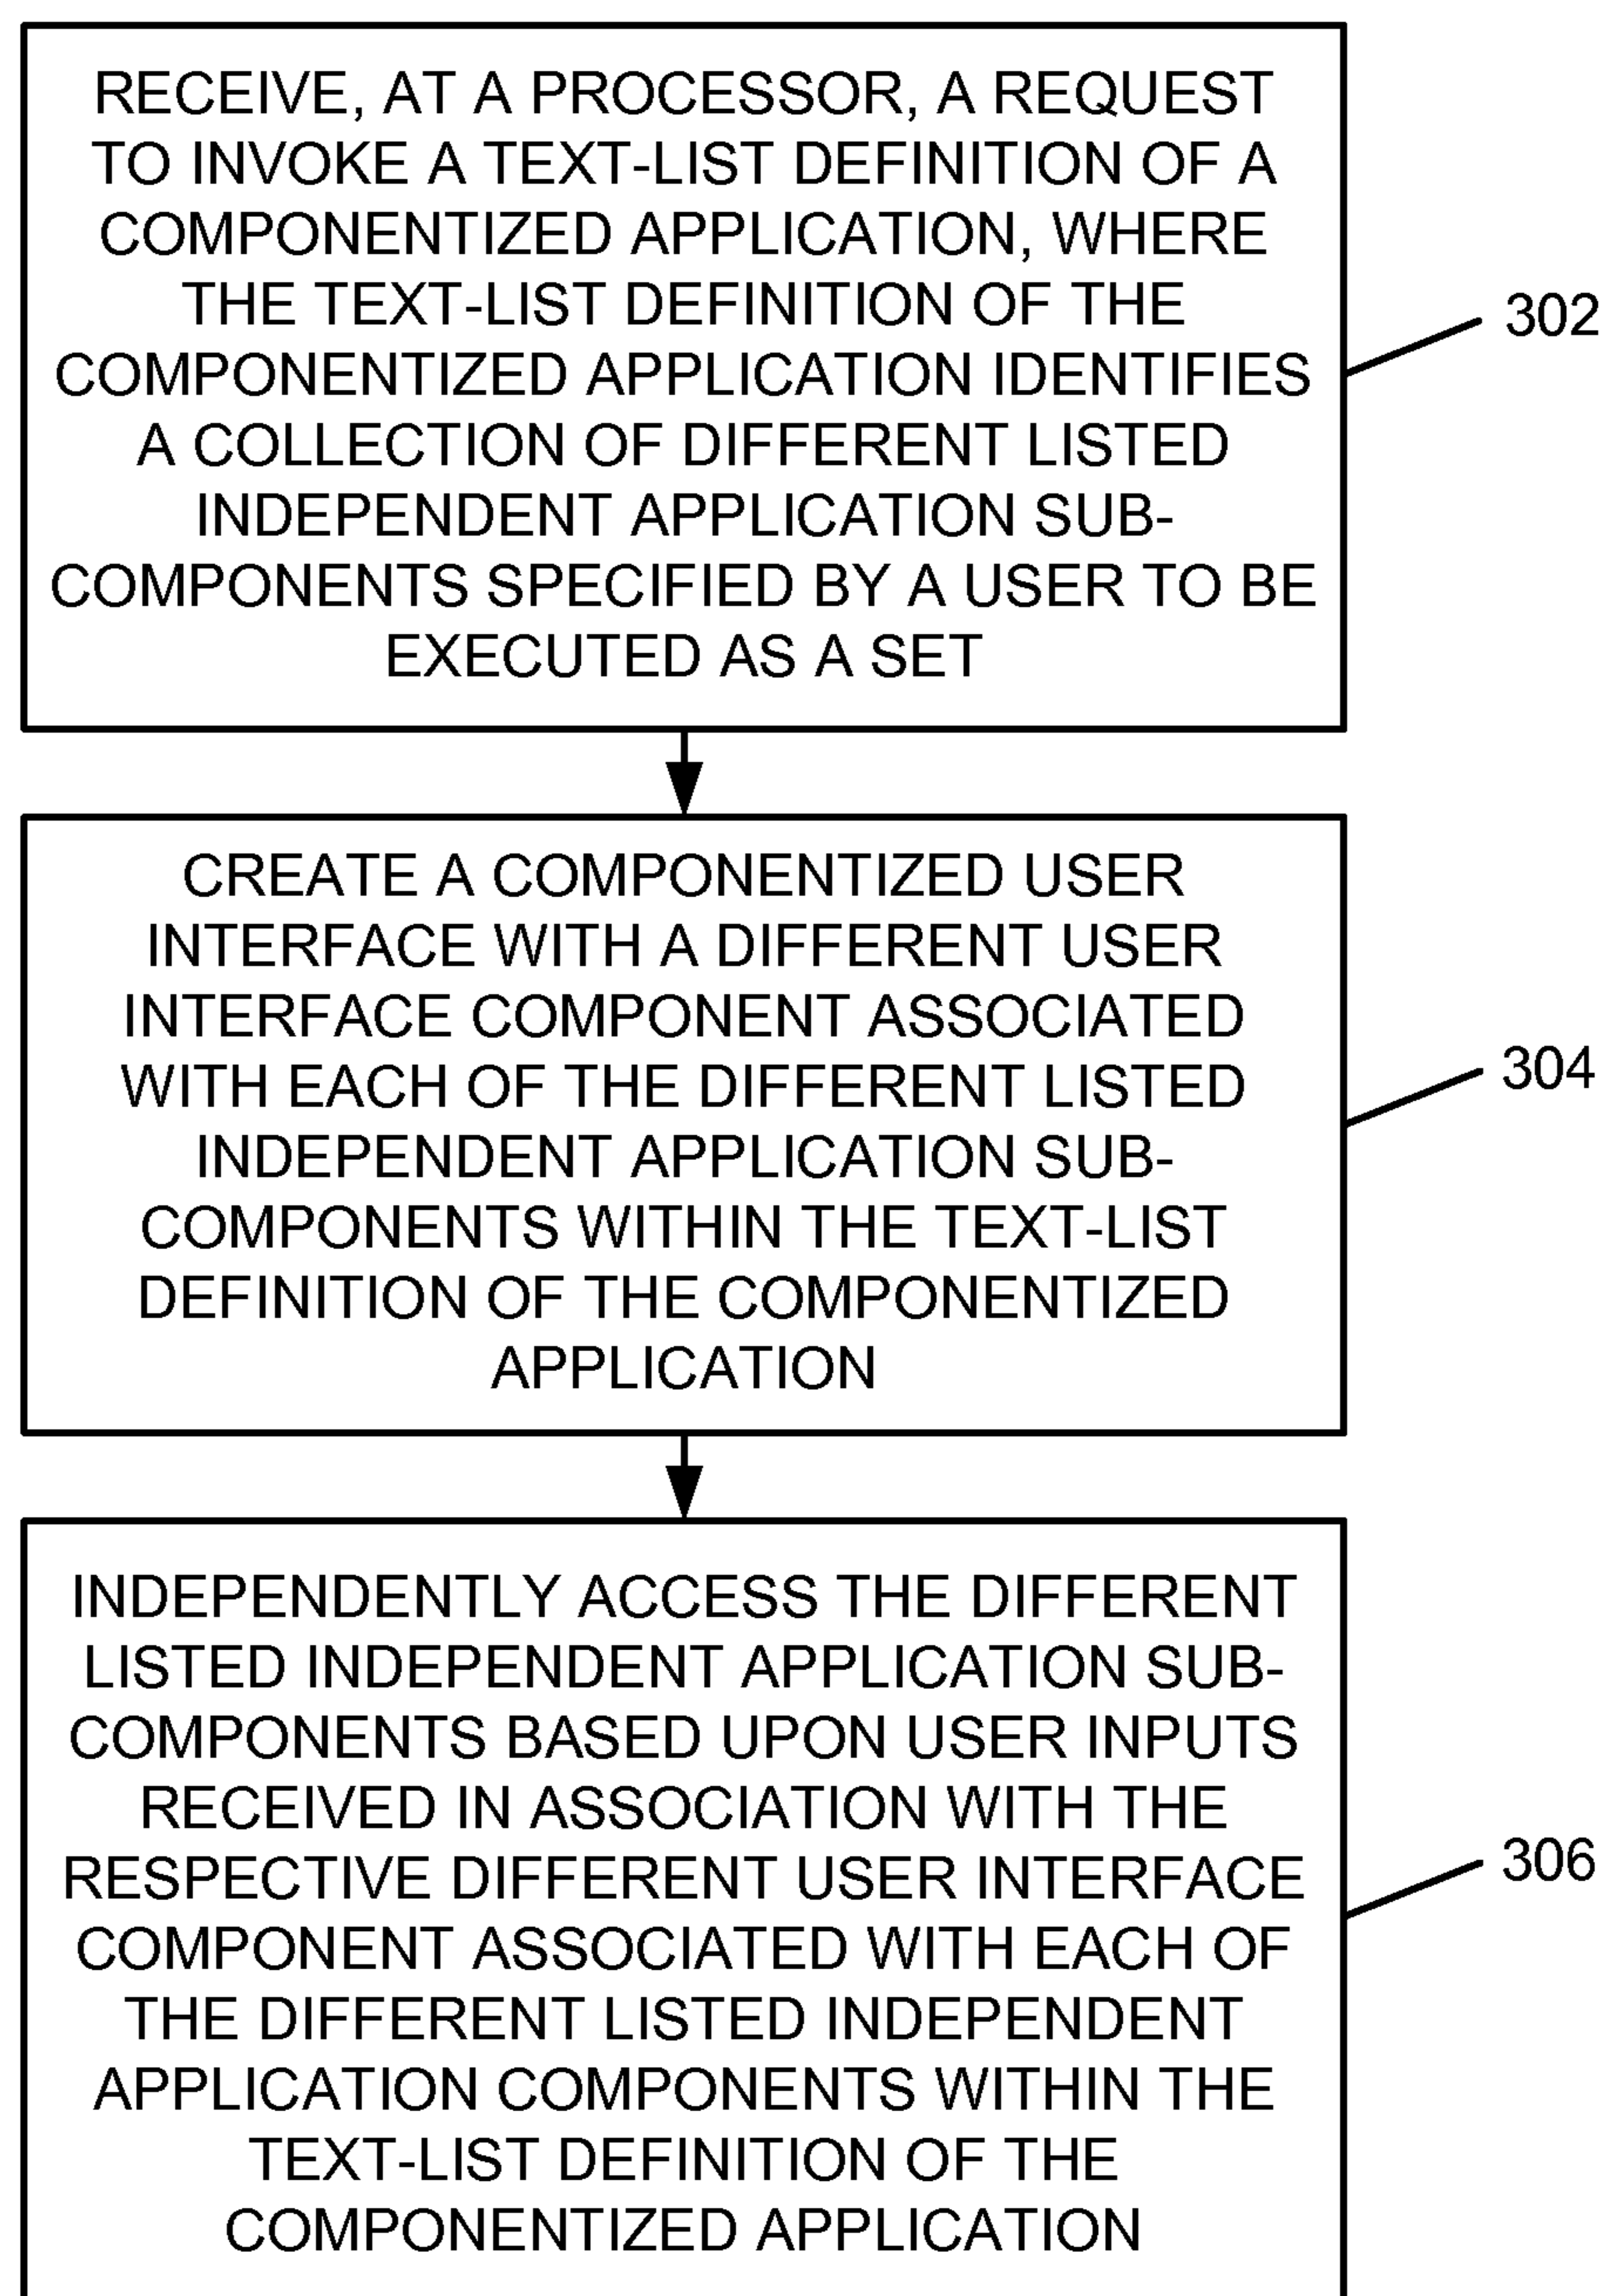 RECEIVE, AT A PROCESSOR, A REQUEST
TO INVOKE A TEXT-LIST DEFINITION OF A
COMPONENTIZED APPLICATION, WHERE
THE TEXT-LIST DEFINITION OF THE
COMPONENTIZED APPLICATION IDENTIFIES
A COLLECTION OF DIFFERENT LISTED
INDEPENDENT APPLICATION SUB-
COMPONENTS SPECIFIED BY A USER TO BE
EXECUTED AS A SET
302
CREATE A COMPONENTIZED USER
INTERFACE WITH A DIFFERENT USER
INTERFACE COMPONENT ASSOCIATED
WITH EACH OF THE DIFFERENT LISTED
INDEPENDENT APPLICATION SUB-
COMPONENTS WITHIN THE TEXT-LIST
DEFINITION OF THE COMPONENTIZED
APPLICATION
304
INDEPENDENTLY ACCESS THE DIFFERENT
LISTED INDEPENDENT APPLICATION SUB-
COMPONENTS BASED UPON USER INPUTS
RECEIVED IN ASSOCIATION WITH THE
RESPECTIVE DIFFERENT USER INTERFACE
COMPONENT ASSOCIATED WITH EACH OF
THE DIFFERENT LISTED INDEPENDENT
APPLICATION COMPONENTS WITHIN THE
TEXT-LIST DEFINITION OF THE
COMPONENTIZED APPLICATION
306